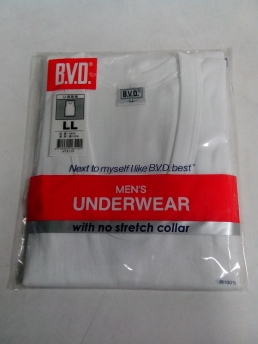 B.V.D.®
LL
B.V.D.
Next to myself I like B.V.D. best®
MEN'S
UNDERWEAR
with no stretch collar